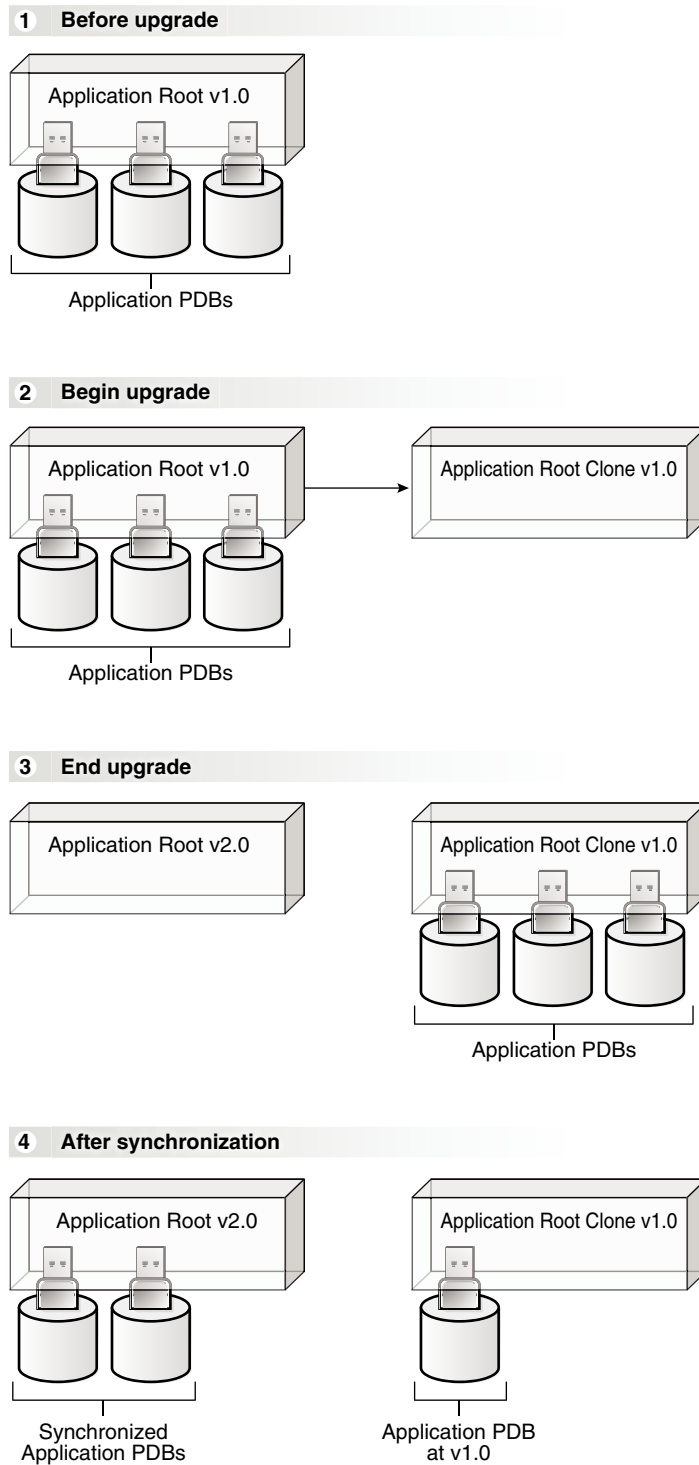 1 Before upgrade
Application Root v1.0
Application PDBs
2 Begin upgrade
Application Root v1.0
Application Root Clone v1.0
Application PDBs
3 End upgrade
Application Root v2.0
Application Root Clone v1.0
Application PDBs
4 After synchronization
Application Root v2.0
Application Root Clone v1.0
Synchronized
Application PDBs
Application PDB
at v1.0